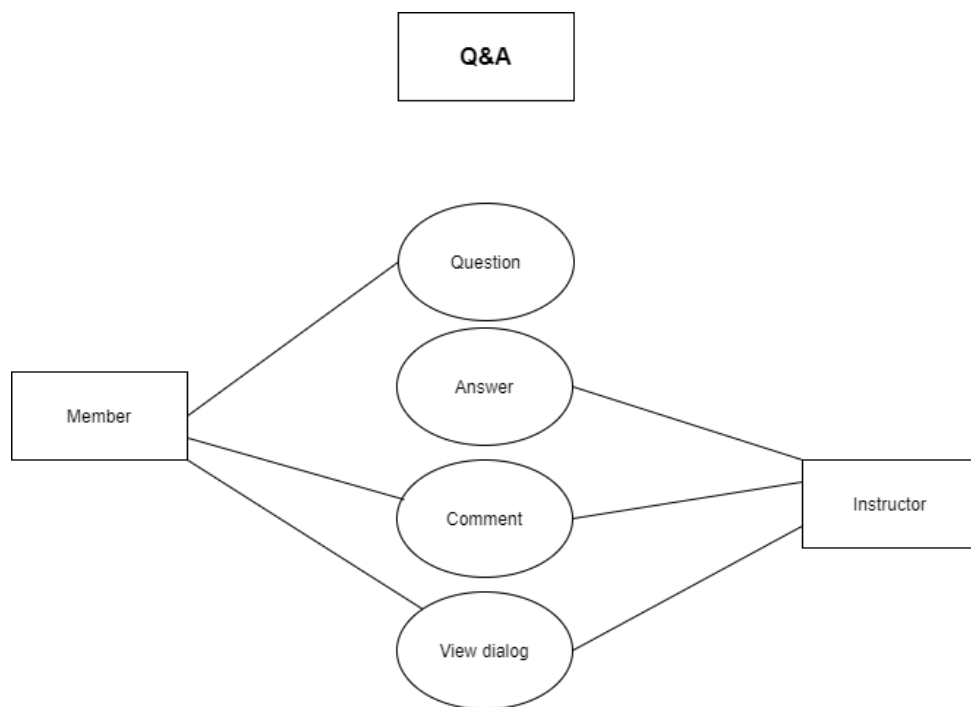 Q&A
Question
Answer
Member
Comment
Instructor
View dialog